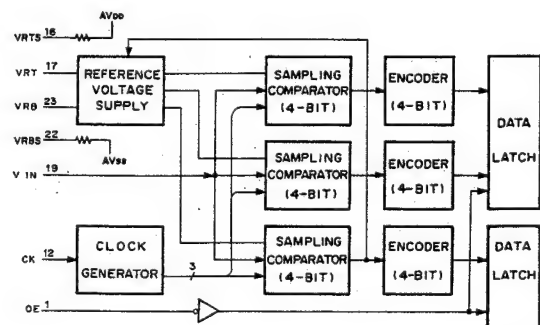 AVDD
VRTS 16
VRT 17
VRB 23
VRBS 22
AVSS
V IN 19
CK 12
OE 1
REFERENCE
VOLTAGE
SUPPLY
CLOCK
GENERATOR
3
SAMPLING
COMPARATOR
(4-BIT)
ENCODER
(4-BIT)
SAMPLING
COMPARATOR
(4-BIT)
ENCODER
(4-BIT)
DATA
LATCH
SAMPLING
COMPARATOR
(4-BIT)
ENCODER
(4-BIT)
DATA
LATCH